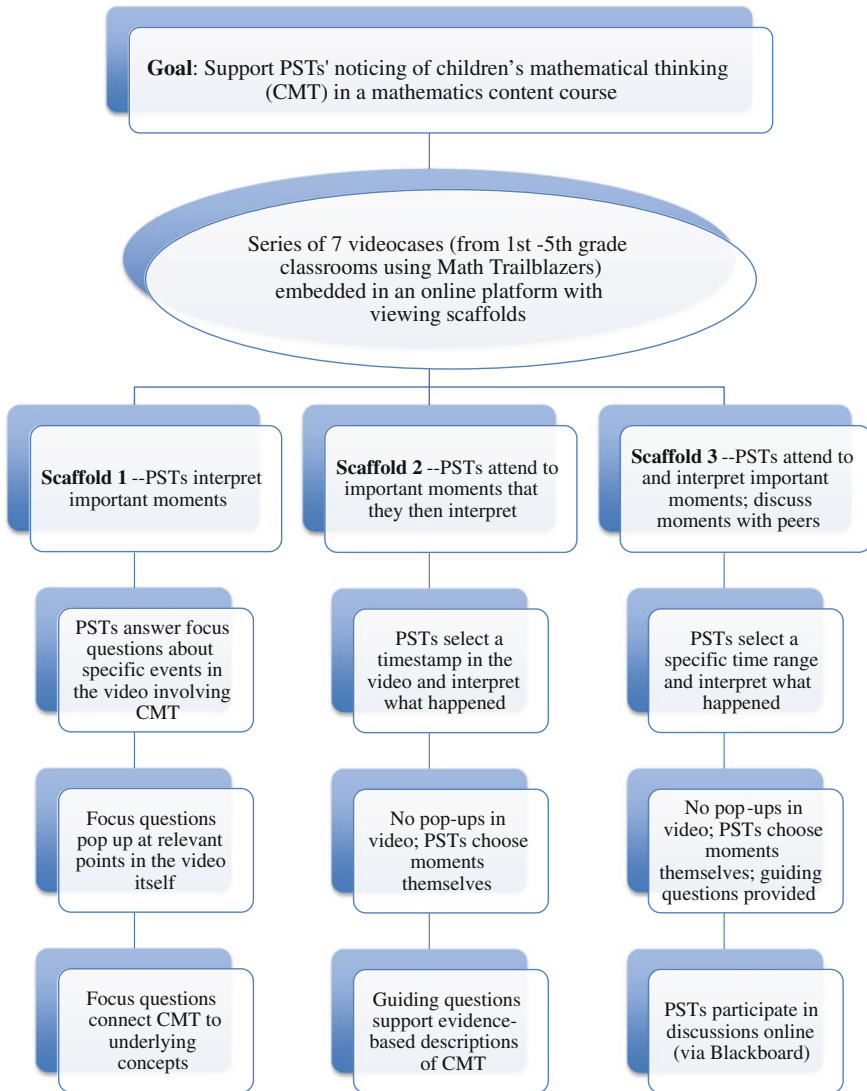 Goal: Support PSTs' noticing of children's mathematical thinking
(CMT) in a mathematics content course
Series of 7 videocases (from 1st -5th grade
classrooms using Math Trailblazers)
embedded in an online platform with
viewing scaffolds
Scaffold 1 --PSTs interpret
important moments
PSTs answer focus
questions about
specific events in
the video involving
CMT
Focus questions
pop up at relevant
points in the video
itself
Focus questions
connect CMT to
underlying
concepts
Scaffold 2 --PSTs attend to
important moments that
they then interpret
PSTs select a
timestamp in the
video and interpret
what happened
No pop-ups in
video; PSTs choose
moments
themselves
Guiding questions
support evidence-
based descriptions
of CMT
Scaffold 3 --PSTs attend to
and interpret important
moments; discuss
moments with peers
PSTs select a
specific time range
and interpret what
happened
No pop-ups in
video; PSTs choose
moments
themselves; guiding
questions provided
PSTs participate in
discussions online
(via Blackboard)